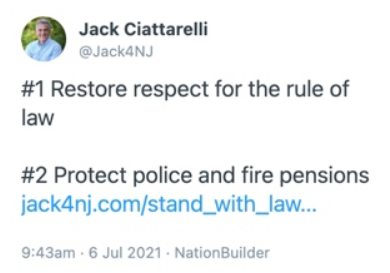 Jack Ciattarelli
@Jack4NJ
#1 Restore respect for the rule of
law
#2 Protect police and fire pensions
jack4nj.com/stand_with_law...
9:43am · 6 Jul 2021 · NationBuilder